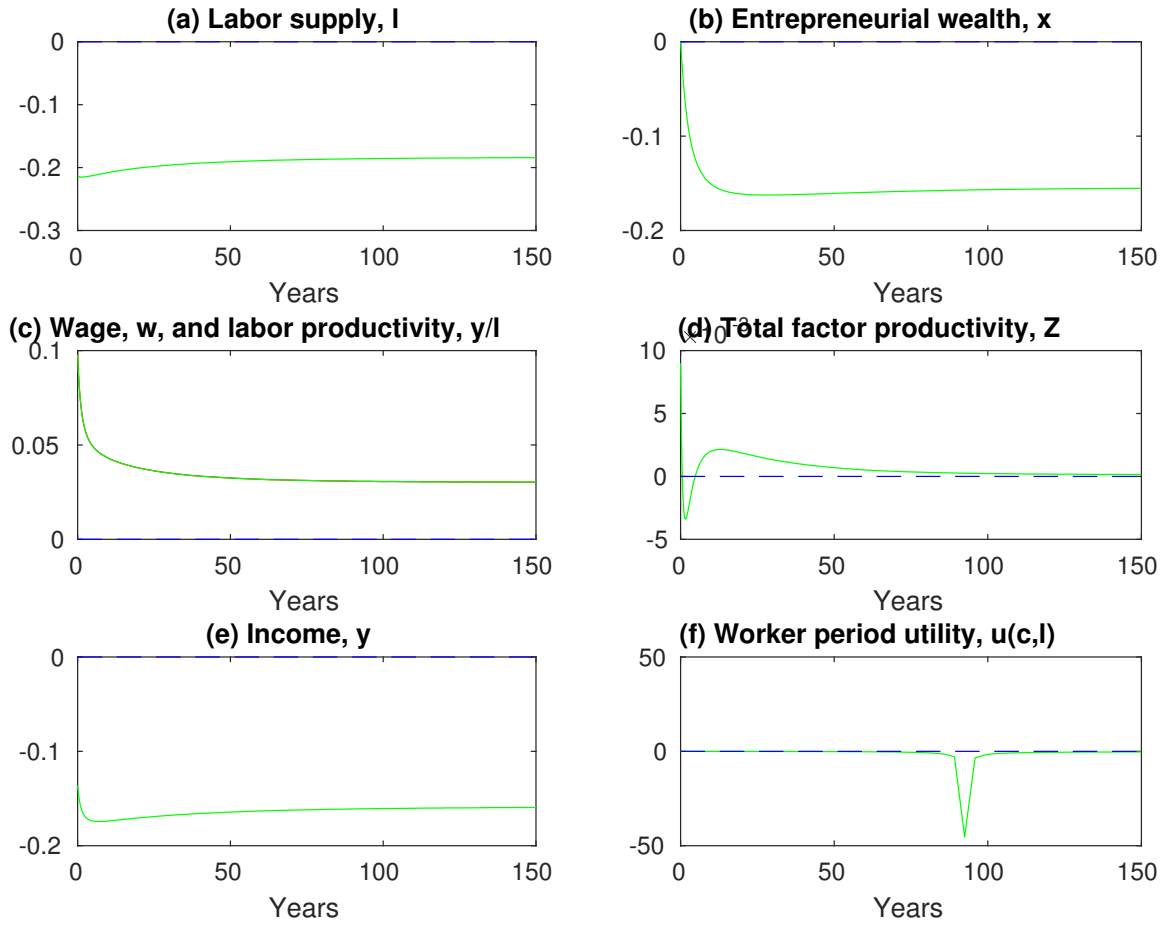 (a) Labor supply, l
0
-0.1
-0.2
-0.3
0 50 100 150
Years
(b) Entrepreneurial wealth, x
0
-0.1
-0.2
0 50 100 150
Years
(c) Wage, w, and labor productivity, y/l
0.1
0.05
0
0 50 100 150
Years
(d) Total factor productivity, Z
10
5
0
-5
0 50 100 150
Years
(e) Income, y
0
-0.1
-0.2
0 50 100 150
Years
(f) Worker period utility, u(c,l)
50
0
-50
0 50 100 150
Years